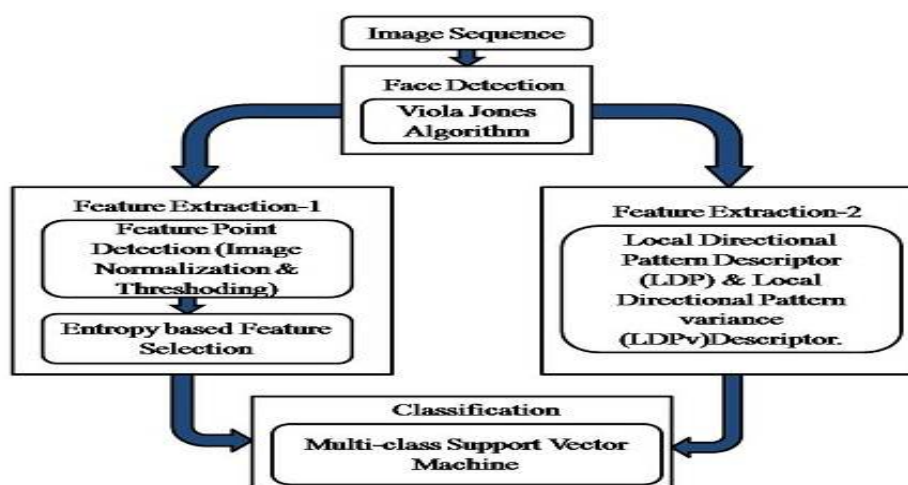 Image Sequence
Face Detection
Viola Jones
Algorithm
Feature Extraction-1
Feature Point
Detection (Image
Normalization &
Threshoding)
Entropy based Feature
Selection
Feature Extraction-2
Local Directional
Pattern Descriptor
(LDP) & Local
Directional Pattern
variance
(LDPv)Descriptor.
Classification
Multi-class Support Vector
Machine